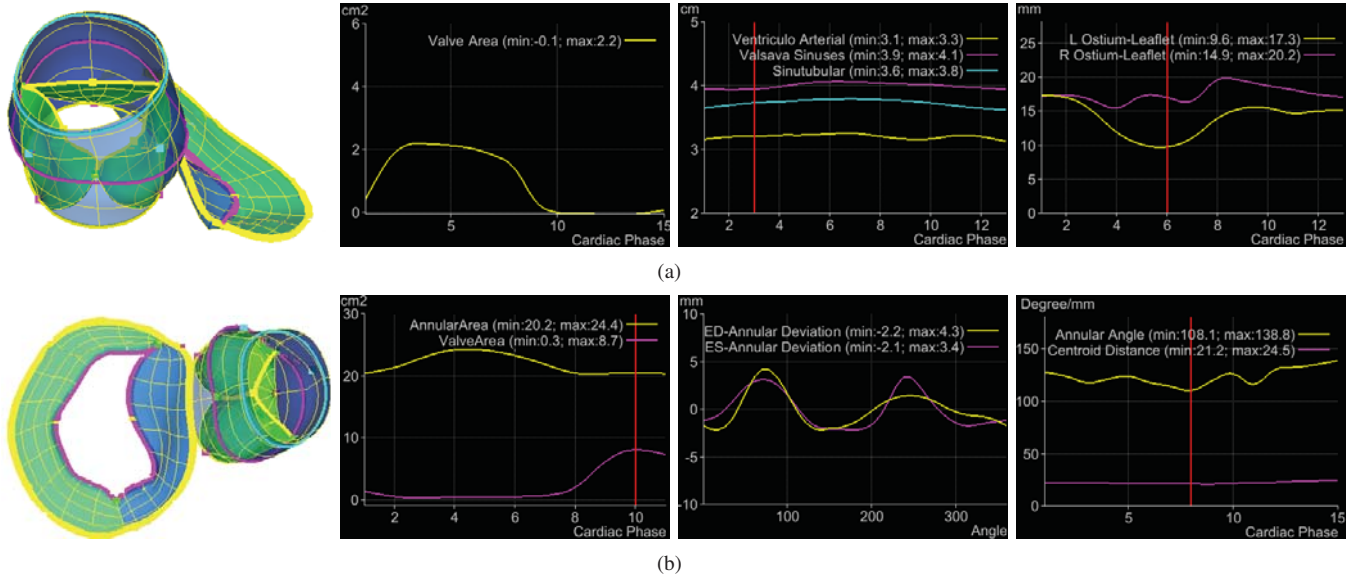 cm2
6
Valve Area (min:-0.1; max:2.2)
4
2
0
5
10
15
Cardiac Phase
cm
5
Ventriculo Arterial (min:3.1; max:3.3)
Valsava Sinuses (min:3.9; max:4.1)
Sinutubular (min:3.6; max:3.8)
4
3
2
2
4
6
8
10
12
Cardiac Phase
mm
25
L Ostium-Leaflet (min:9.6; max:17.3)
R Ostium-Leaflet (min:14.9; max:20.2)
20
15
10
5
0
2
4
6
8
10
12
Cardiac Phase
(a)
cm2
30
AnnularArea (min:20.2; max:24.4)
ValveArea (min:0.3; max:8.7)
20
10
0
2
4
6
8
10
Cardiac Phase
mm
10
ED-Annular Deviation (min:-2.2; max:4.3)
ES-Annular Deviation (min:-2.1; max:3.4)
5
0
-5
-10
100
200
300
Angle
Degree/mm
Annular Angle (min:108.1; max:138.8)
Centroid Distance (min:21.2; max:24.5)
150
100
50
0
5
10
15
Cardiac Phase
(b)